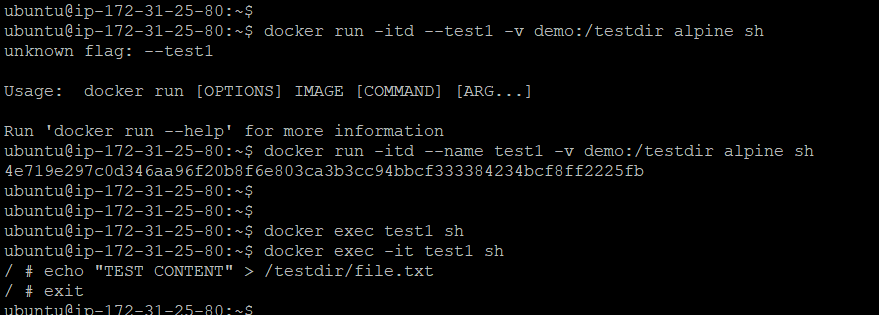 ubuntu@ip-172-31-25-80:~$
ubuntu@ip-172-31-25-80:~$ docker run -itd --test1 -v demo:/testdir alpine sh
unknown flag: --test1
Usage:  docker run [OPTIONS] IMAGE [COMMAND] [ARG...]
Run 'docker run --help' for more information
ubuntu@ip-172-31-25-80:~$ docker run -itd --name test1 -v demo:/testdir alpine sh
4e719e297c0d346aa96f20b8f6e803ca3b3cc94bbcf333384234bcf8ff2225fb
ubuntu@ip-172-31-25-80:~$
ubuntu@ip-172-31-25-80:~$
ubuntu@ip-172-31-25-80:~$ docker exec test1 sh
ubuntu@ip-172-31-25-80:~$ docker exec -it test1 sh
/ # echo "TEST CONTENT" > /testdir/file.txt
/ # exit
ubuntu@ip-172-31-25-80:~$